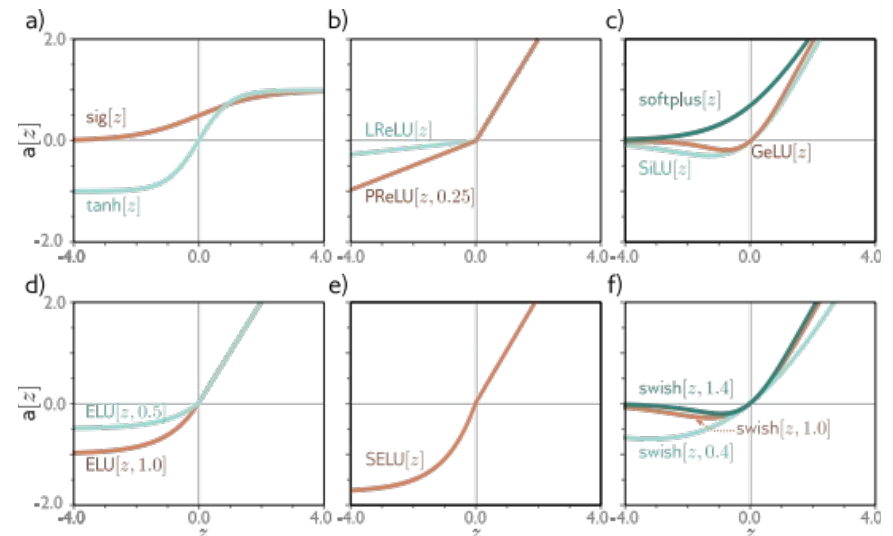 a)
b)
c)
2.0
sig[z]
a[z]
0.0
tanh[z]
-2.0
-4.0
0.0
4.0
LReLU[z]
PReLU[z, 0.25]
-4.0
0.0
4.0
softplus[z]
GeLU[z]
SiLU[z]
-4.0
0.0
4.0
d)
e)
f)
2.0
a[z]
0.0
ELU[z, 0.5]
ELU[z, 1.0]
-2.0
-4.0
0.0
4.0
z
SELU[z]
-4.0
0.0
4.0
z
swish[z, 1.4]
swish[z, 1.0]
swish[z, 0.4]
-4.0
0.0
4.0
z